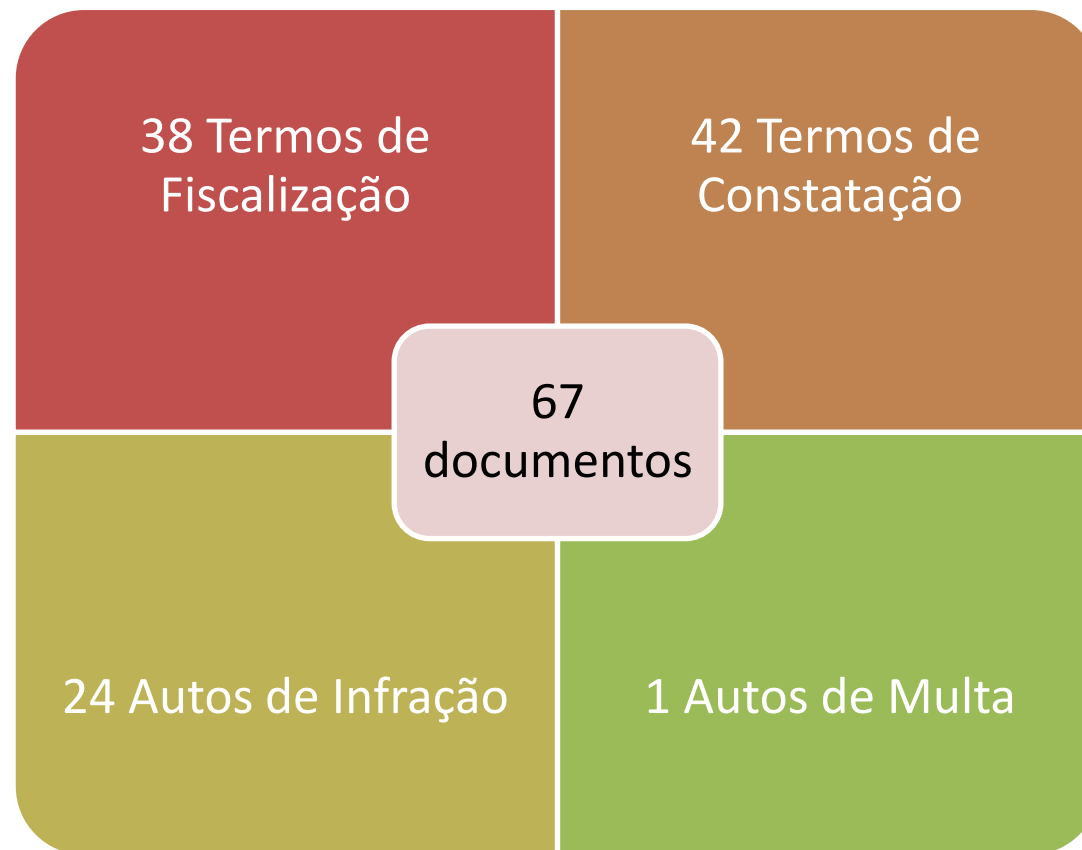 38 Termos de
Fiscalização
42 Termos de
Constatação
67
documentos
24 Autos de Infração
1 Autos de Multa